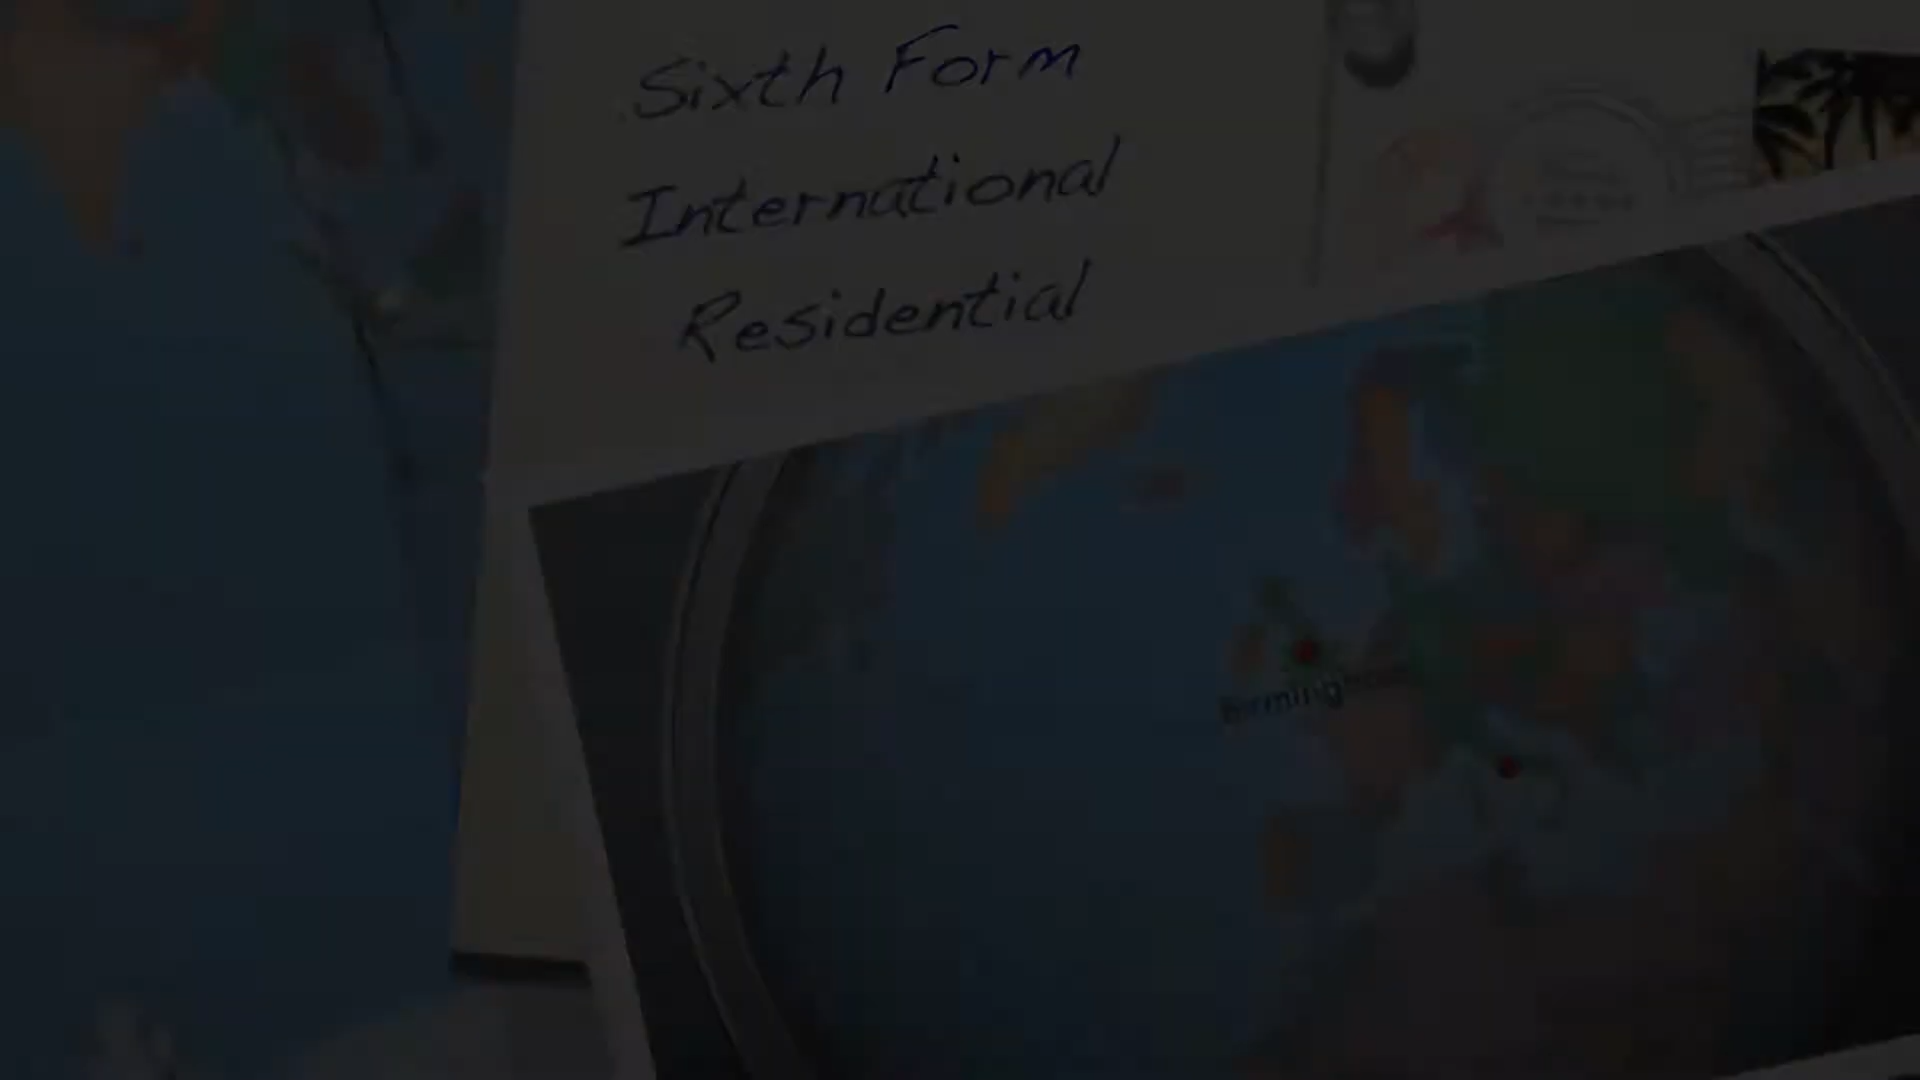 Sixth Form
International
Residential
Birmingham